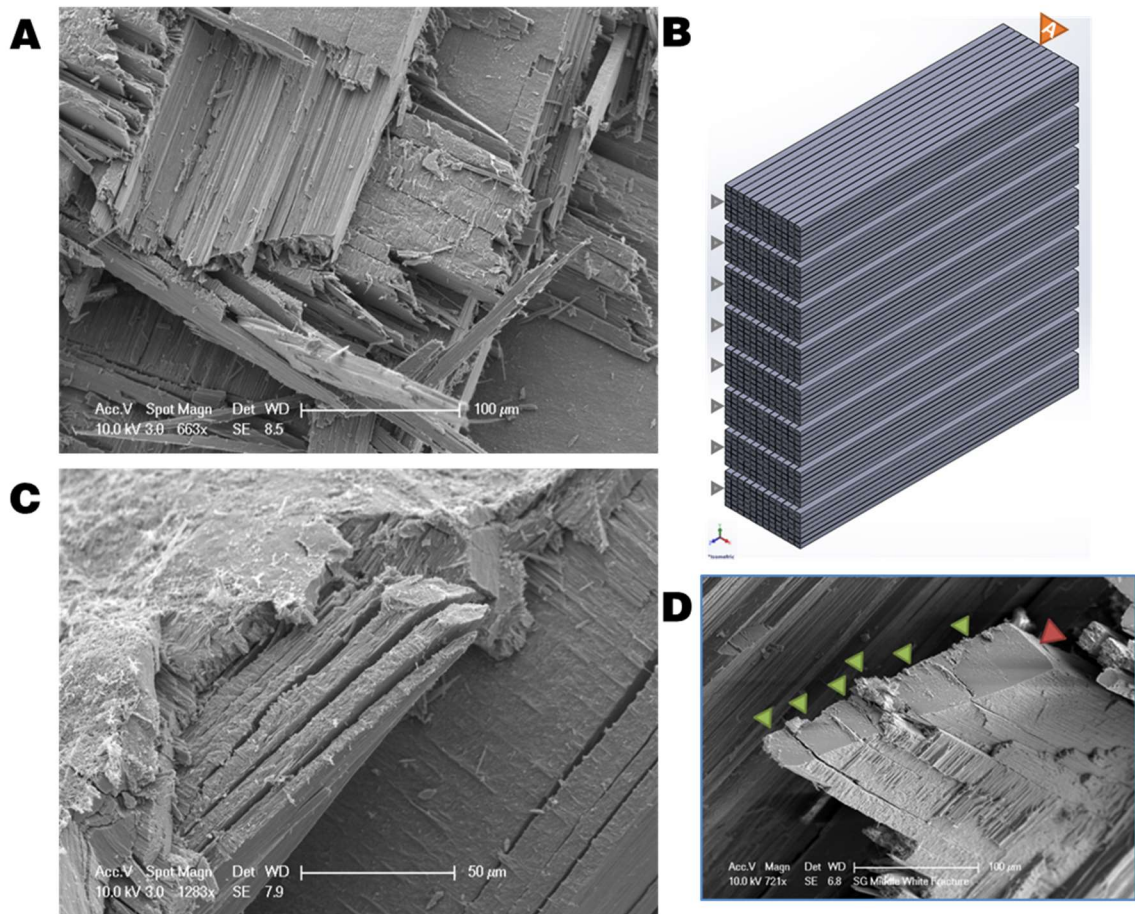 A
Acc.V Spot Magn Det WD 100 µm
10.0 kV 3.0 663x SE 8.5
B
A
*Isometric
C
Acc.V Spot Magn Det WD 50 µm
10.0 kV 3.0 1283x SE 7.9
D
Acc.V Magn Det WD 100 µm
10.0 kV 721x SE 6.8 SG Middle White Fracture